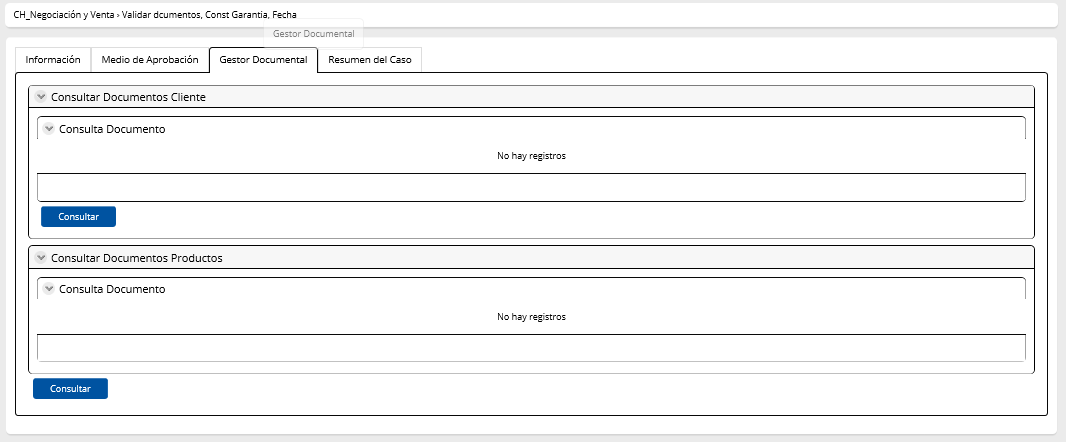 CH_Negociación y Venta › Validar dcumentos, Const Garantia, Fecha
Gestor Documental
Información
Medio de Aprobación
Gestor Documental
Resumen del Caso
Consultar Documentos Cliente
Consulta Documento
No hay registros
Consultar
Consultar Documentos Productos
Consulta Documento
No hay registros
Consultar